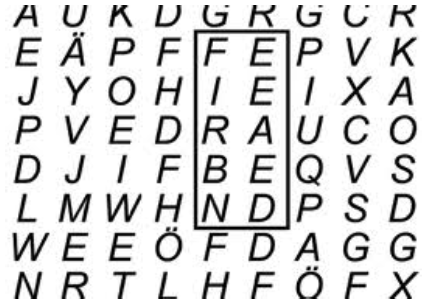 A U K D G R G C R
E Ä P F F E P V K
J Y O H I E I X A
P V E D R A U C O
D J I F B E Q V S
L M W H N D P S D
W E E Ö F D A G G
N R T L H F Ö F X